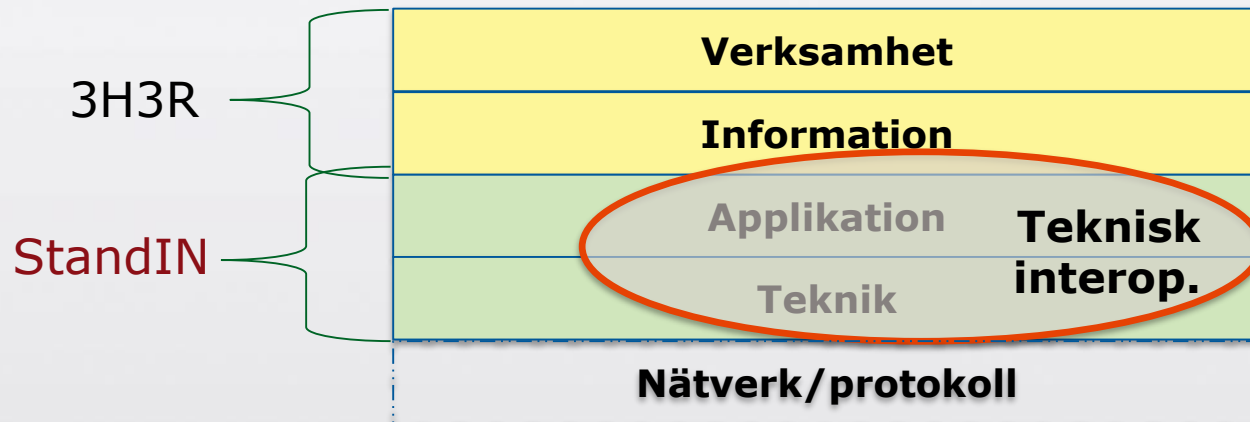 Verksamhet
3H3R
Information
Applikation
Teknisk
interop.
StandIN
Teknik
Nätverk/protokoll